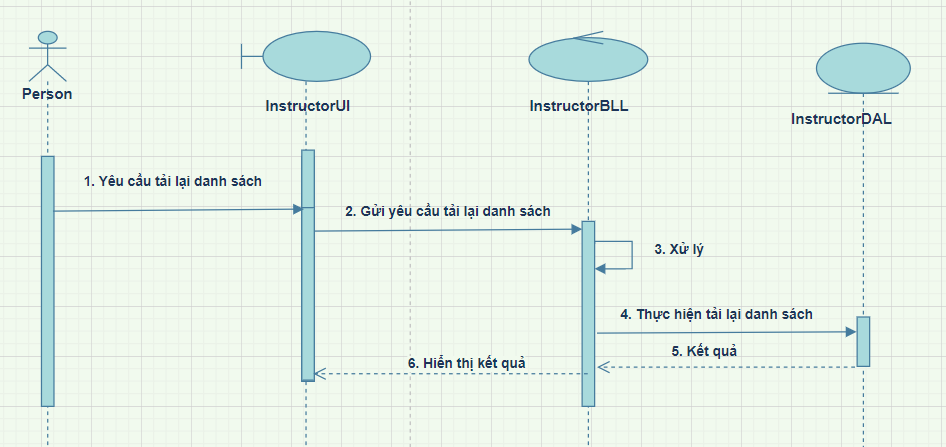 Person
InstructorUI
InstructorBLL
InstructorDAL
1. Yêu cầu tải lại danh sách
2. Gửi yêu cầu tải lại danh sách
3. Xử lý
4. Thực hiện tải lại danh sách
5. Kết quả
6. Hiển thị kết quả